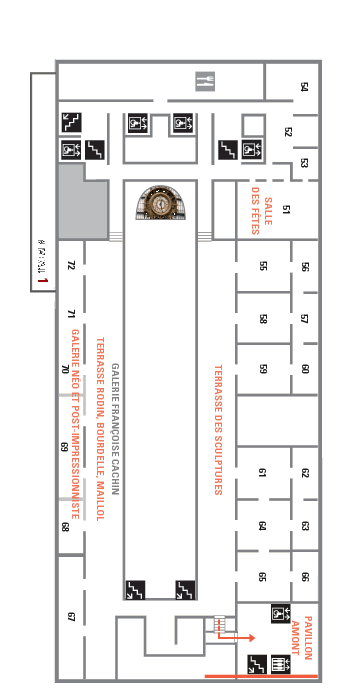 54
52
53
51
SALLE
DES FÊTES
72
55
56
71
58
57
70
59
60
GALERIE NÉO ET POST-IMPRESSIONNISTE
TERRASSE RODIN, BOURDELLE, MAILLOL
GALERIE FRANÇOISE CACHIN
TERRASSE DES SCULPTURES
69
61
62
68
64
63
65
66
67
PAVILLON
AMONT
1